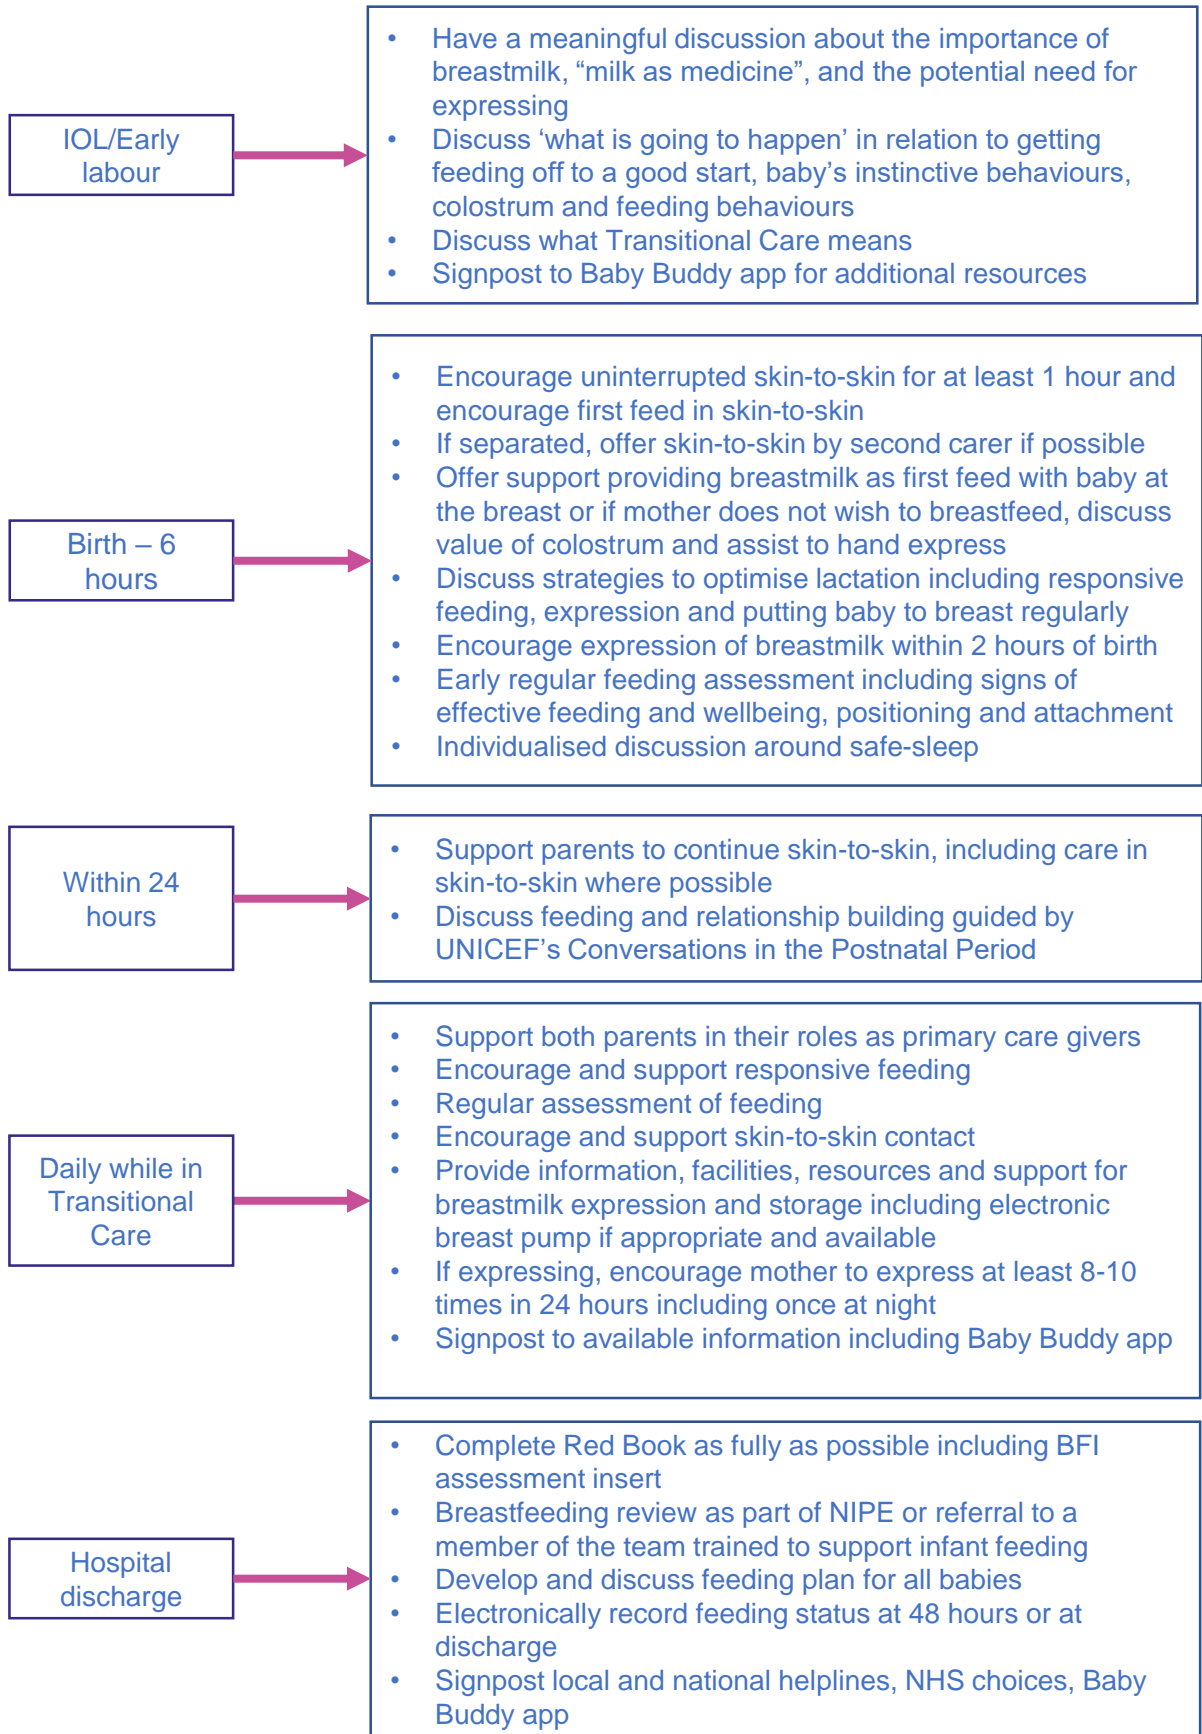 IOL/Early
labour
• Have a meaningful discussion about the importance of
breastmilk, “milk as medicine”, and the potential need for
expressing
• Discuss ‘what is going to happen’ in relation to getting
feeding off to a good start, baby’s instinctive behaviours,
colostrum and feeding behaviours
• Discuss what Transitional Care means
• Signpost to Baby Buddy app for additional resources
Birth – 6
hours
• Encourage uninterrupted skin-to-skin for at least 1 hour and
encourage first feed in skin-to-skin
• If separated, offer skin-to-skin by second carer if possible
• Offer support providing breastmilk as first feed with baby at
the breast or if mother does not wish to breastfeed, discuss
value of colostrum and assist to hand express
• Discuss strategies to optimise lactation including responsive
feeding, expression and putting baby to breast regularly
• Encourage expression of breastmilk within 2 hours of birth
• Early regular feeding assessment including signs of
effective feeding and wellbeing, positioning and attachment
• Individualised discussion around safe-sleep
Within 24
hours
• Support parents to continue skin-to-skin, including care in
skin-to-skin where possible
• Discuss feeding and relationship building guided by
UNICEF’s Conversations in the Postnatal Period
Daily while in
Transitional
Care
• Support both parents in their roles as primary care givers
• Encourage and support responsive feeding
• Regular assessment of feeding
• Encourage and support skin-to-skin contact
• Provide information, facilities, resources and support for
breastmilk expression and storage including electronic
breast pump if appropriate and available
• If expressing, encourage mother to express at least 8-10
times in 24 hours including once at night
• Signpost to available information including Baby Buddy app
Hospital
discharge
• Complete Red Book as fully as possible including BFI
assessment insert
• Breastfeeding review as part of NIPE or referral to a
member of the team trained to support infant feeding
• Develop and discuss feeding plan for all babies
• Electronically record feeding status at 48 hours or at
discharge
• Signpost local and national helplines, NHS choices, Baby
Buddy app